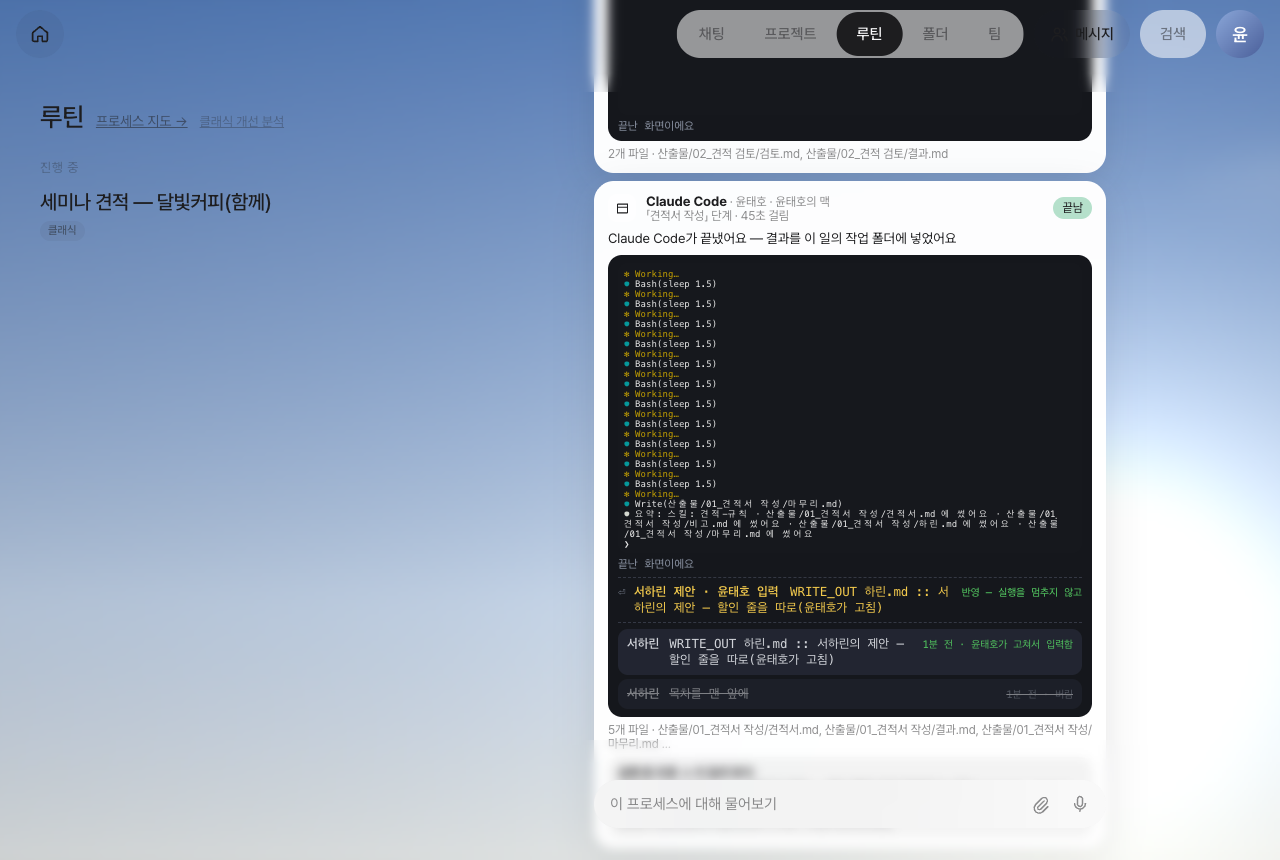 채팅
프로젝트
루틴
폴더
팀
메시지
검색
윤
루틴
프로세스 지도 →
클래식 개선 분석
진행 중
세미나 견적 — 달빛커피(함께)
클래식
끝난 화면이에요
2개 파일 · 산출물/02_견적 검토/검토.md, 산출물/02_견적 검토/결과.md
Claude Code · 윤태호 · 윤태호의 맥
「견적서 작성」 단계 · 45초 걸림
끝남
Claude Code가 끝냈어요 — 결과를 이 일의 작업 폴더에 넣었어요
✻ Working…
● Bash(sleep 1.5)
✻ Working…
● Bash(sleep 1.5)
✻ Working…
● Bash(sleep 1.5)
✻ Working…
● Bash(sleep 1.5)
✻ Working…
● Bash(sleep 1.5)
✻ Working…
● Bash(sleep 1.5)
✻ Working…
● Bash(sleep 1.5)
✻ Working…
● Bash(sleep 1.5)
✻ Working…
● Bash(sleep 1.5)
✻ Working…
● Bash(sleep 1.5)
✻ Working…
● Bash(sleep 1.5)
✻ Working…
● Write(산출물/01_견적서 작성/마무리.md)
● 요약: 스킬: 견적-규칙 · 산출물/01_견적서 작성/견적서.md 에 썼어요 · 산출물/01_
견적서 작성/비고.md 에 썼어요 · 산출물/01_견적서 작성/하린.md 에 썼어요 · 산출물
/01_견적서 작성/마무리.md 에 썼어요
❯
끝난 화면이에요
⏎ 서하린 제안 · 윤태호 입력 WRITE_OUT 하린.md :: 서
하린의 제안 — 할인 줄을 따로(윤태호가 고침)
반영 — 실행을 멈추지 않고
서하린 WRITE_OUT 하린.md :: 서하린의 제안 —
할인 줄을 따로(윤태호가 고침)
1분 전 · 윤태호가 고쳐서 입력함
서하린 목차를 맨 앞에
1분 전 · 버림
5개 파일 · 산출물/01_견적서 작성/견적서.md, 산출물/01_견적서 작성/결과.md, 산출물/01_견적서 작성/
마무리.md …
이 프로세스에 대해 물어보기